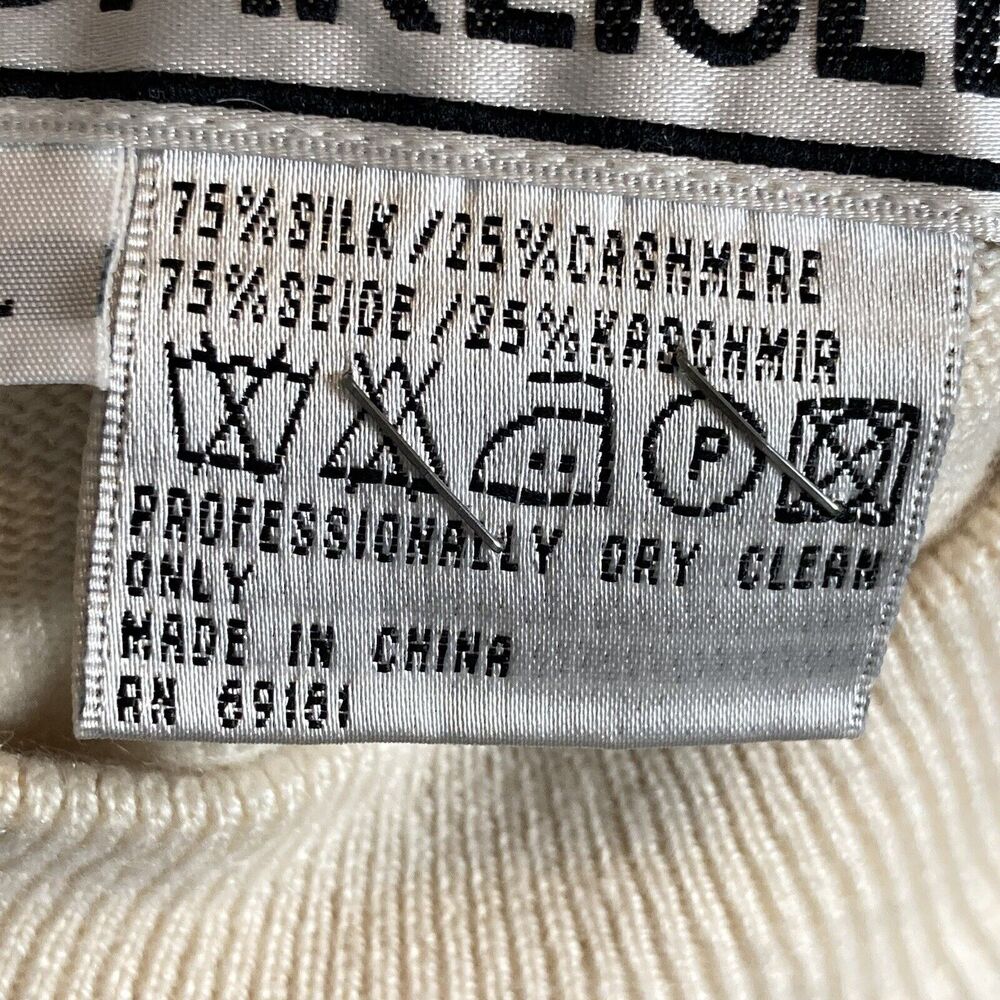 75%SILK/25%CASHMERE
75%SEIDE/25%KASCHMIR
P
PROFESSIONALLY DRY CLEAN
ONLY
MADE IN CHINA
RN 69161